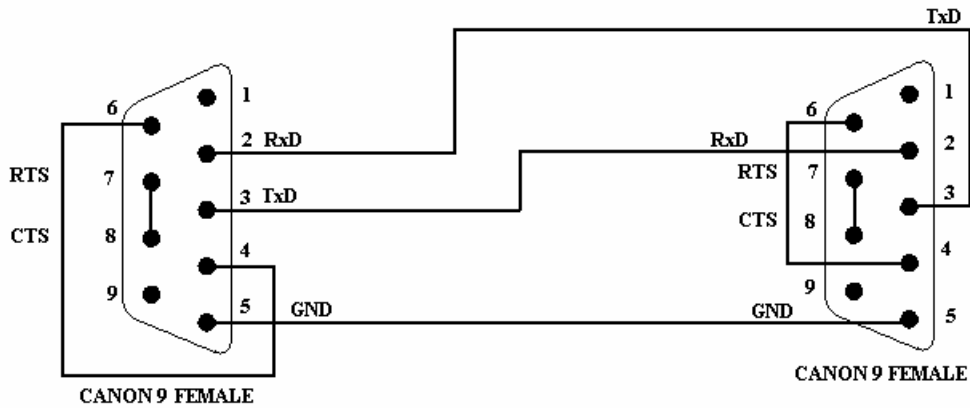 TxD
1
6
2 RxD
RTS
7
3 TxD
CTS
8
4
9
5
GND
CANON 9 FEMALE
1
6
RxD
2
RTS
7
3
CTS
8
4
9
GND
5
CANON 9 FEMALE